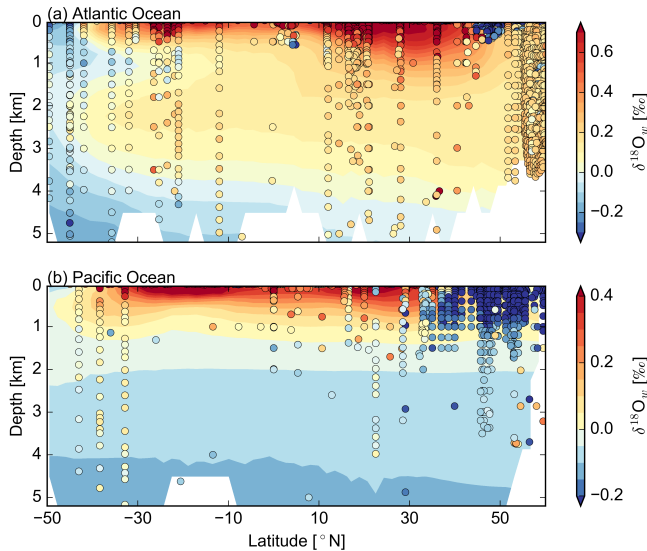 (a) Atlantic Ocean
0
1
2
3
4
5
Depth [km]
0.6
0.4
0.2
0.0
−0.2
δ¹⁸O_w [‰]
(b) Pacific Ocean
0
1
2
3
4
5
Depth [km]
0.4
0.2
0.0
−0.2
δ¹⁸O_w [‰]
−50 −30 −10 10 30 50
Latitude [°N]